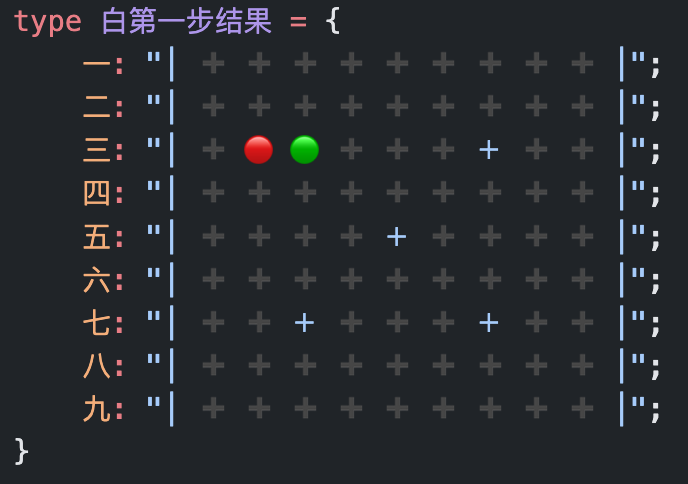 type 白第一步结果 = {
一: "| ➕ ➕ ➕ ➕ ➕ ➕ ➕ ➕ ➕ |";
二: "| ➕ ➕ ➕ ➕ ➕ ➕ ➕ ➕ ➕ |";
三: "| ➕ 🔴 🟢 ➕ ➕ ➕ + ➕ ➕ |";
四: "| ➕ ➕ ➕ ➕ ➕ ➕ ➕ ➕ ➕ |";
五: "| ➕ ➕ ➕ ➕ + ➕ ➕ ➕ ➕ |";
六: "| ➕ ➕ ➕ ➕ ➕ ➕ ➕ ➕ ➕ |";
七: "| ➕ ➕ + ➕ ➕ ➕ + ➕ ➕ |";
八: "| ➕ ➕ ➕ ➕ ➕ ➕ ➕ ➕ ➕ |";
九: "| ➕ ➕ ➕ ➕ ➕ ➕ ➕ ➕ ➕ |";
}